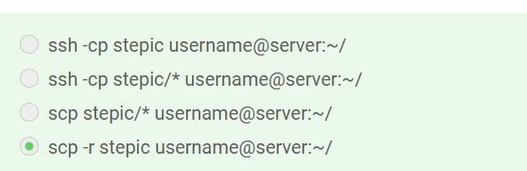 ssh -cp stepic username@server:~/
ssh -cp stepic/* username@server:~/
scp stepic/* username@server:~/
scp -r stepic username@server:~/